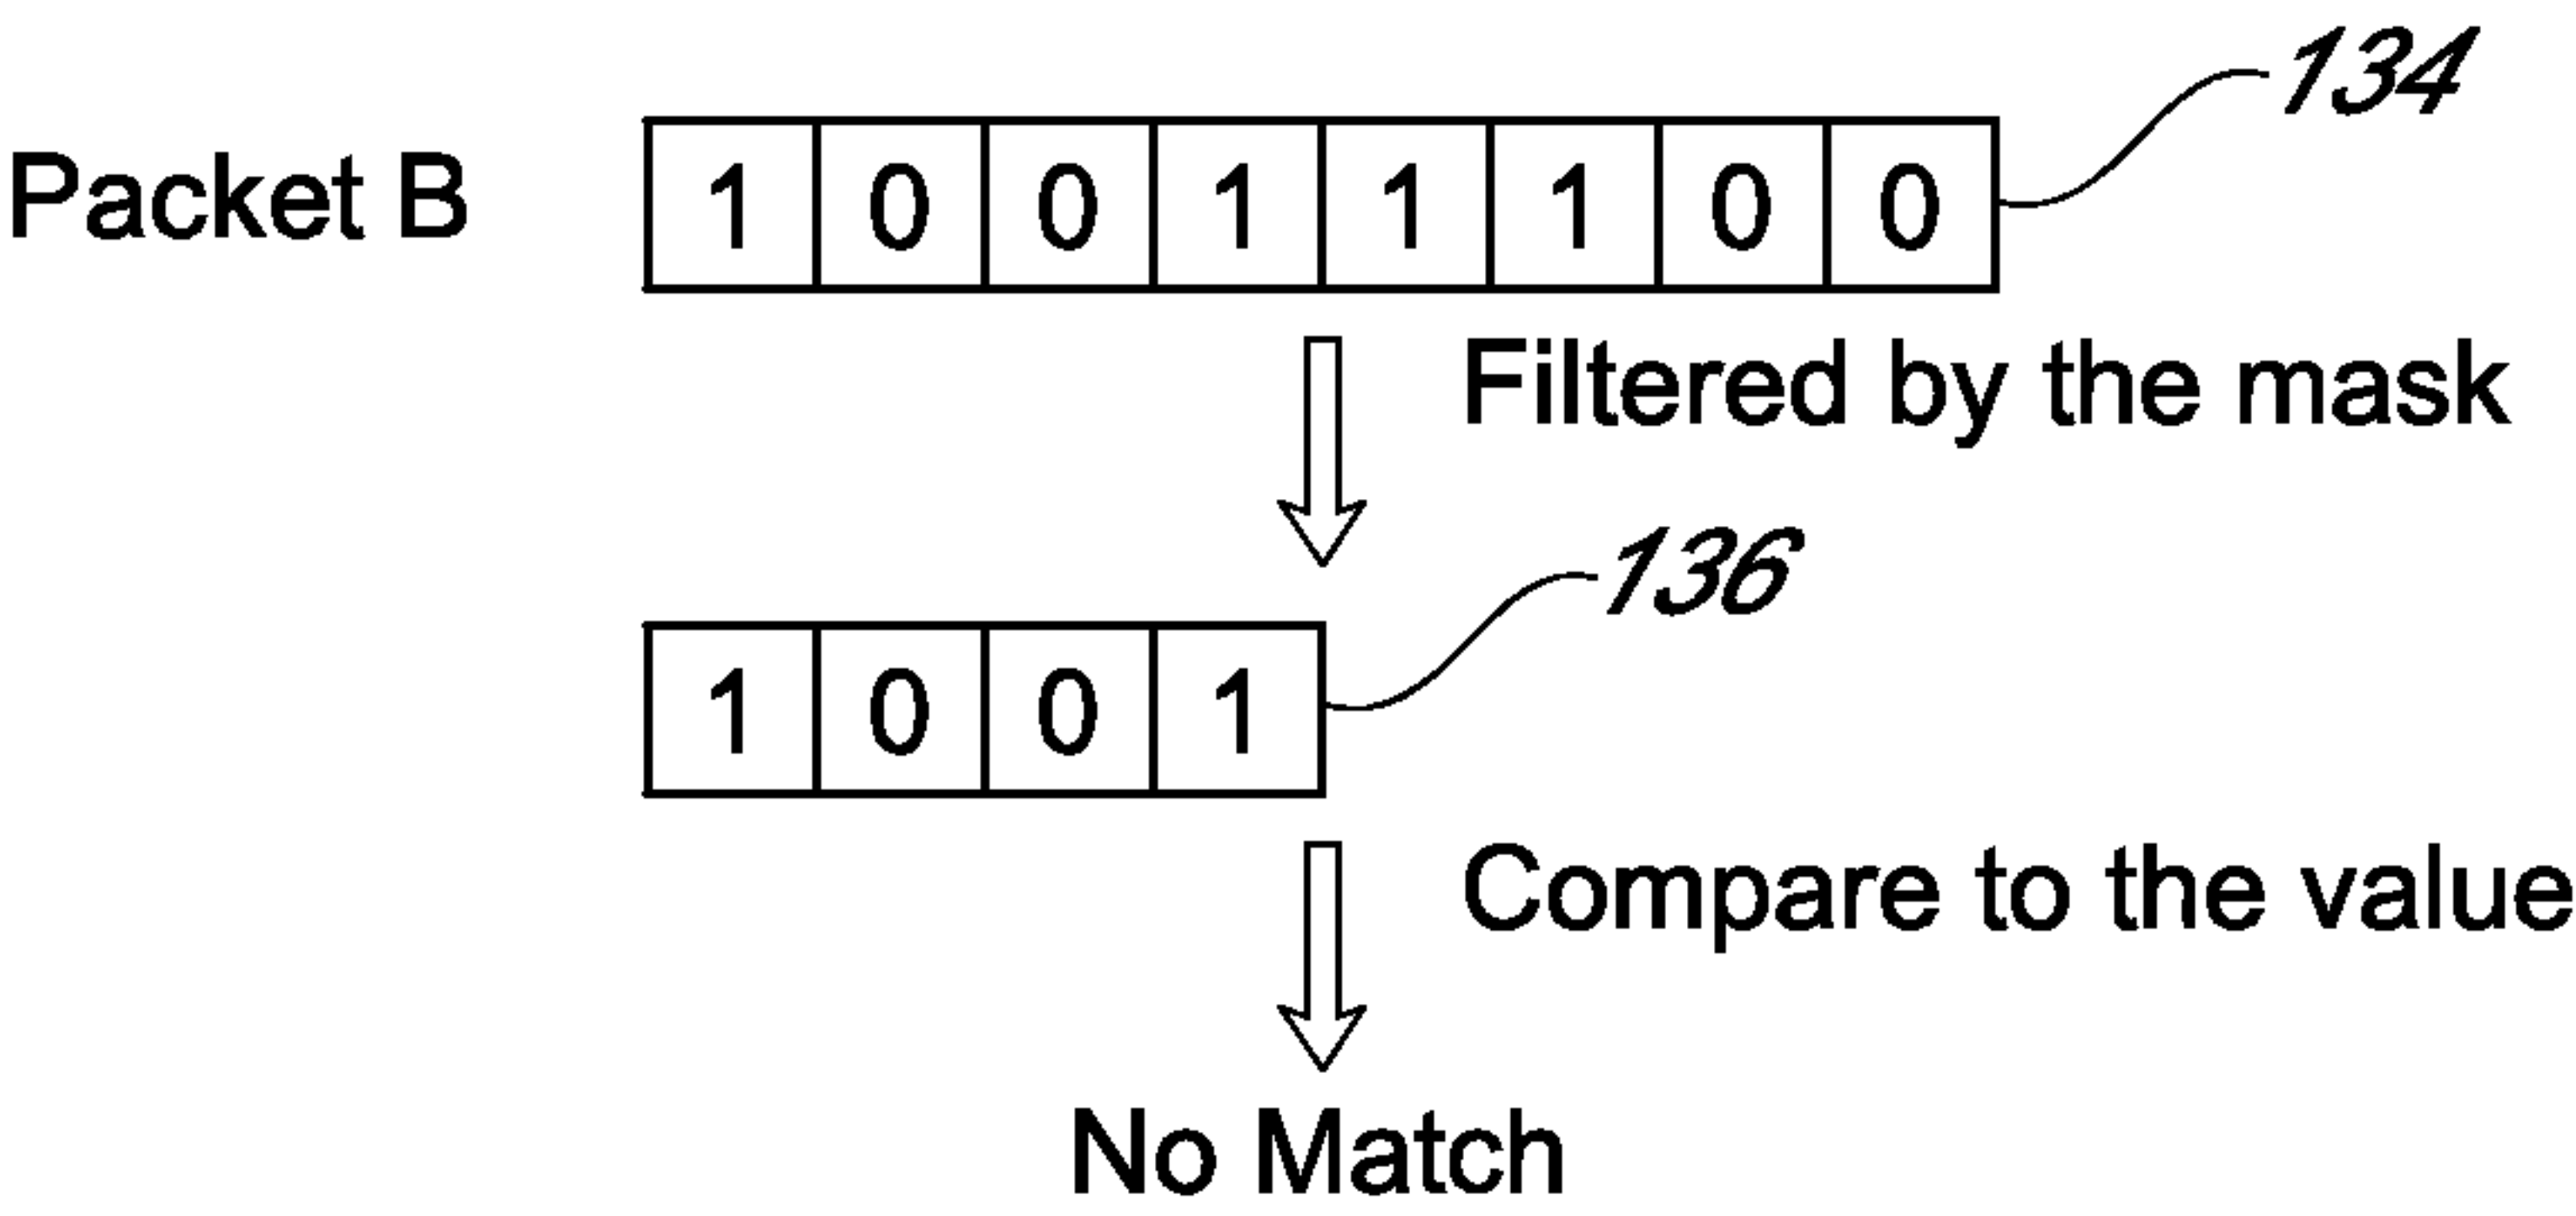 134
Packet B 1 0 0 1 1 1 0 0
Filtered by the mask
136
1 0 0 1
Compare to the value
No Match